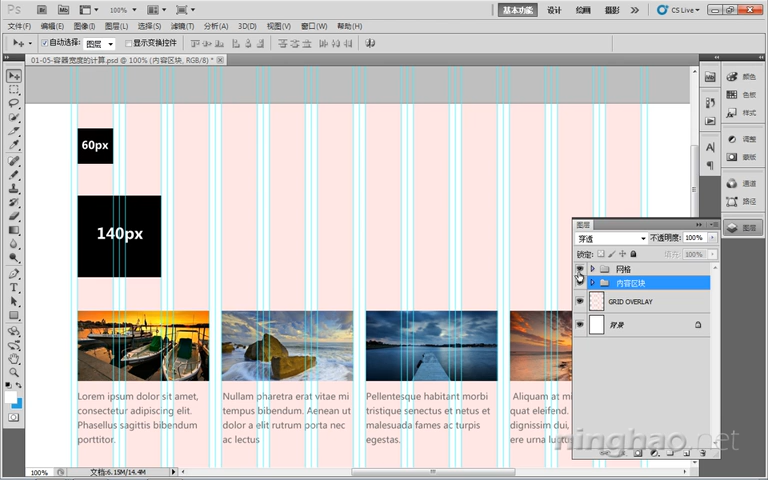 Ps Br Mb 100% 基本功能 设计 绘画 摄影 CS Live
文件(F) 编辑(E) 图像(I) 图层(L) 选择(S) 滤镜(T) 分析(A) 3D(D) 视图(V) 窗口(W) 帮助(H)
自动选择: 图层 显示变换控件
01-05-容器宽度的计算.psd @ 100% (内容区块, RGB/8) *
60px
140px
Lorem ipsum dolor sit amet,
consectetur adipiscing elit.
Phasellus sagittis bibendum
porttitor.
Nullam pharetra erat vitae mi
tempus bibendum. Aenean ut
dolor a elit rutrum porta nec
ac lectus
Pellentesque habitant morbi
tristique senectus et netus et
malesuada fames ac turpis
egestas.
Aliquam at m
quat eleifend.
dignissim dui,
ere urna luct
图层
穿透 不透明度: 100%
锁定: 填充: 100%
网格
内容区块
GRID OVERLAY
背景
颜色
色板
样式
调整
蒙版
通道
路径
图层
ninghao.net
100% 文档:6.15M/14.4M